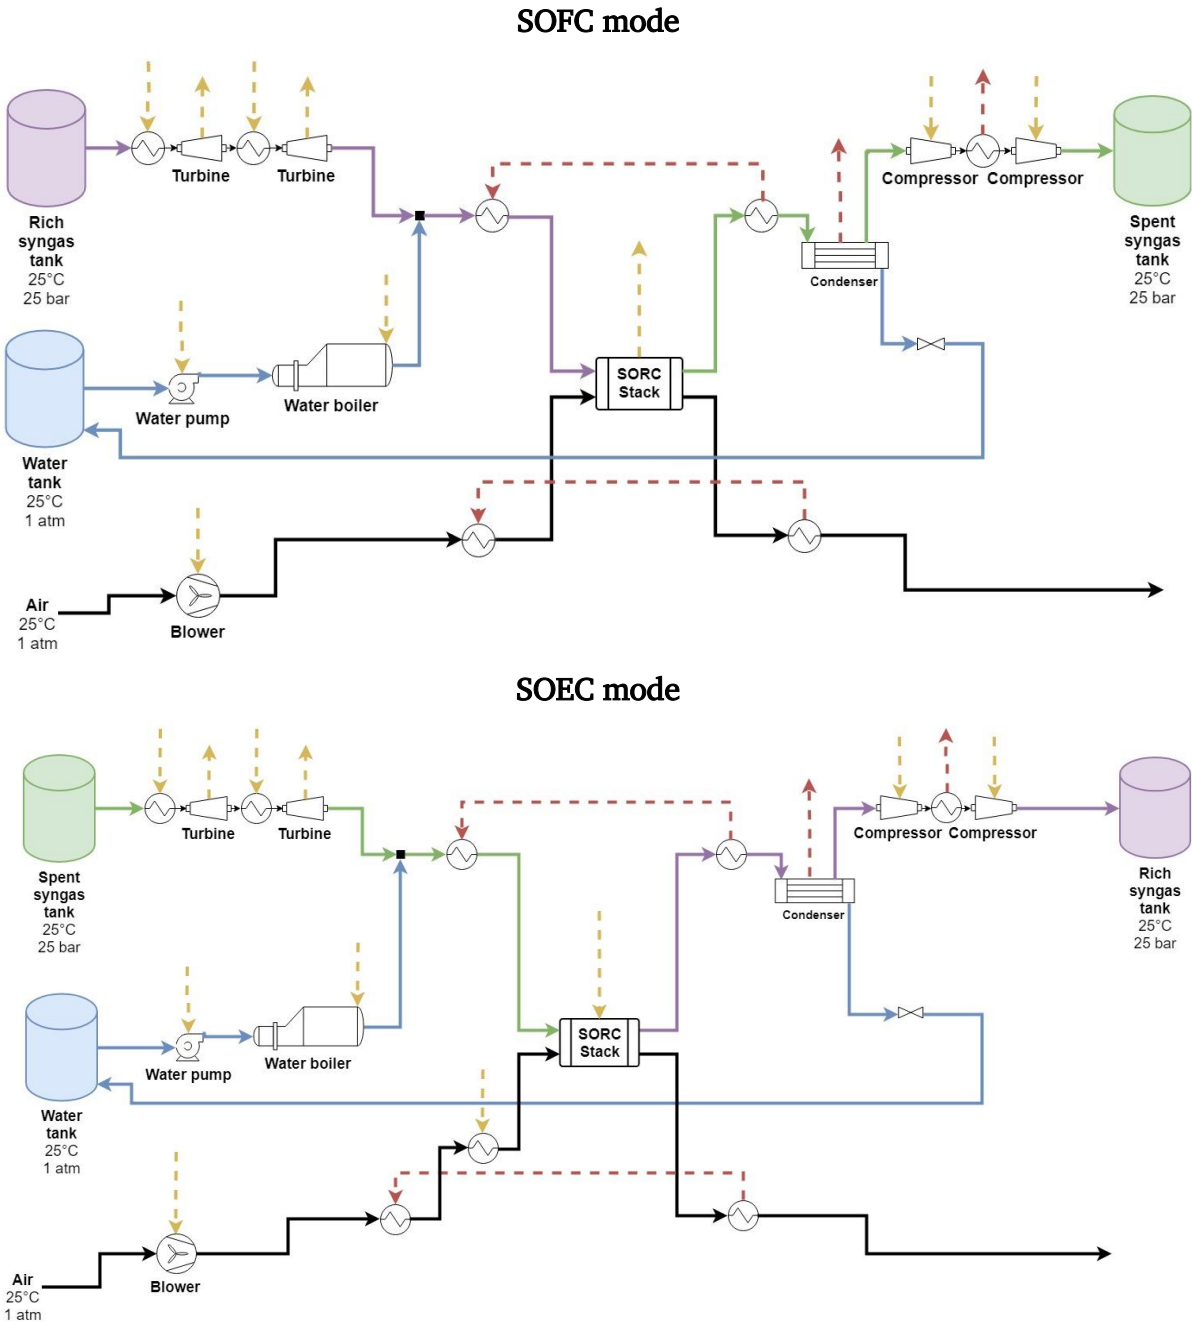 SOFC mode
Turbine
Turbine
Compressor
Compressor
Rich
syngas
tank
25°C
25 bar
Spent
syngas
tank
25°C
25 bar
Condenser
SORC
Stack
Water boiler
Water pump
Water
tank
25°C
1 atm
Air
25°C
1 atm
Blower
SOEC mode
Turbine
Turbine
Compressor
Compressor
Spent
syngas
tank
25°C
25 bar
Rich
syngas
tank
25°C
25 bar
Condenser
SORC
Stack
Water boiler
Water pump
Water
tank
25°C
1 atm
Air
25°C
1 atm
Blower